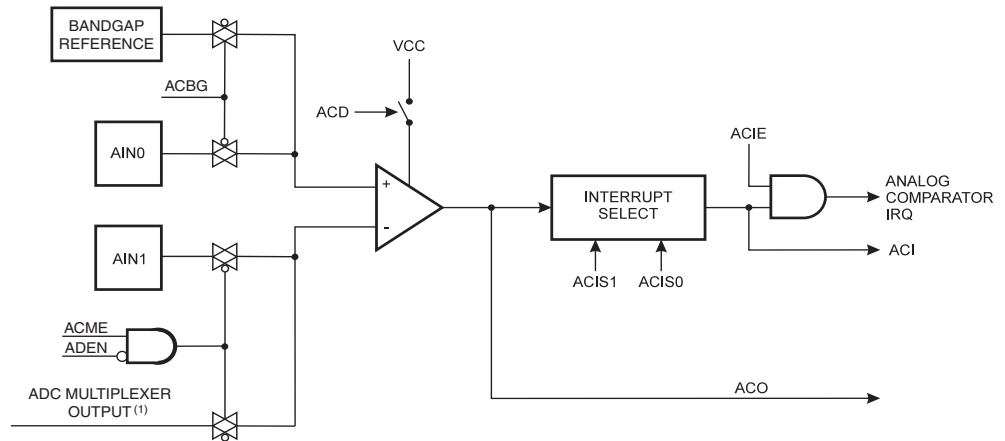 BANDGAP
REFERENCE
ACBG
VCC
ACD
AIN0
+
-
INTERRUPT
SELECT
ACIE
ANALOG
COMPARATOR
IRQ
ACI
AIN1
ACIS1 ACIS0
ACME
ADEN
ADC MULTIPLEXER
OUTPUT (1)
ACO